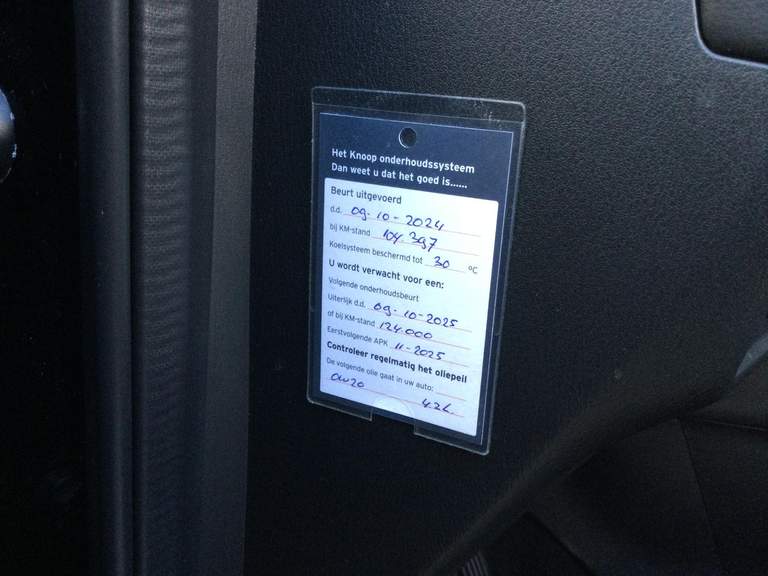 Het Knoop onderhoudssysteem
Dan weet u dat het goed is......
Beurt uitgevoerd
d.d. 09-10-2024
bij KM-stand 104.397
Koelsysteem beschermd tot 30 °C
U wordt verwacht voor een:
Volgende onderhoudsbeurt
Uiterlijk d.d. 09-10-2025
of bij KM-stand 124.000
Eerstvolgende APK 11-2025
Controleer regelmatig het oliepeil
De volgende olie gaat in uw auto:
0W20 4.2L.